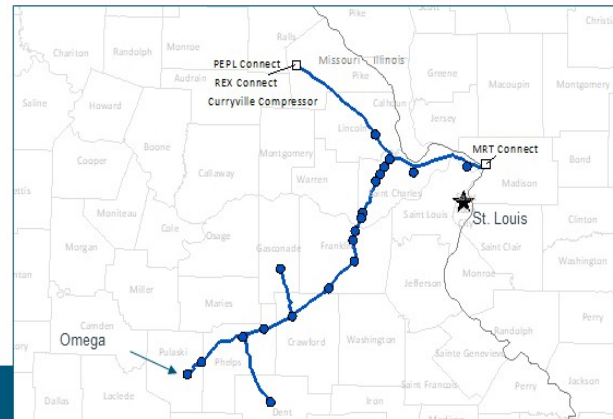 Chariton
Randolph
Monroe
Ralls
Pike
Missouri
Illinois
Pike
Scott
Greene
Macoupin
Montgomery
PEPL Connect
REX Connect
Curryville Compressor
Audrain
Saline
Howard
Boone
Callaway
Cooper
Montgomery
Lincoln
Calhoun
Jersey
MRT Connect
Madison
Bond
Warren
Saint Charles
Saint Louis
St. Louis
Clinton
Moniteau
Cole
Osage
Gasconade
Franklin
Saint Clair
Washington
Morgan
Miller
Maries
Jefferson
Monroe
Randolph
Perry
Camden
Omega
Pulaski
Phelps
Crawford
Washington
Sainte Genevieve
Saint Francois
Perry
Jackson
Dallas
Laclede
Dent
Iron